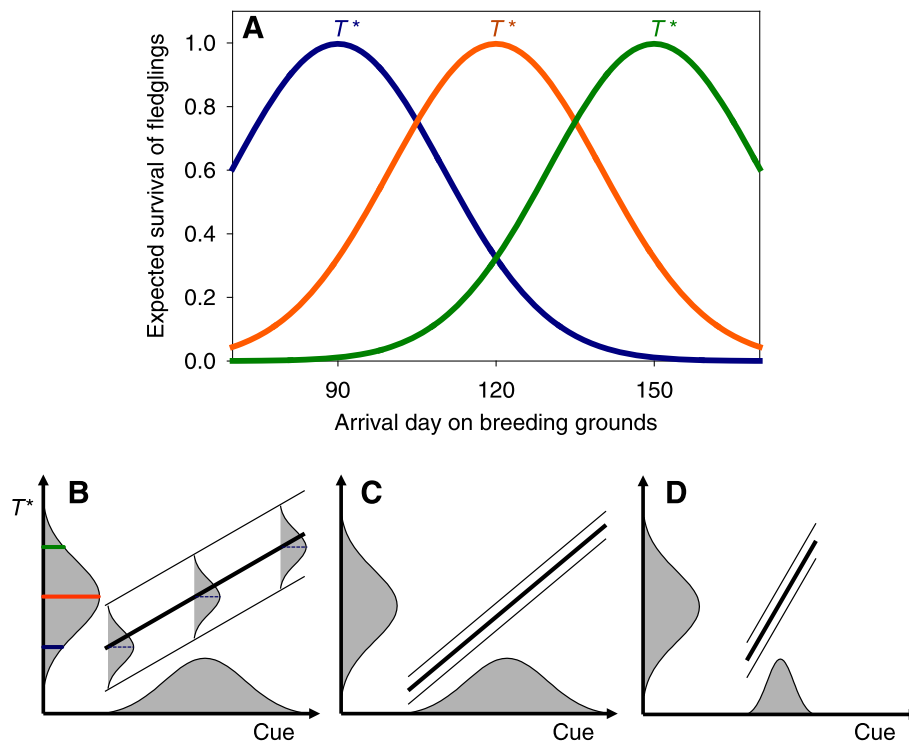 A
T* T* T*
Expected survival of fledglings
1.0
0.8
0.6
0.4
0.2
0.0
90 120 150
Arrival day on breeding grounds
T* B C D
Cue Cue Cue